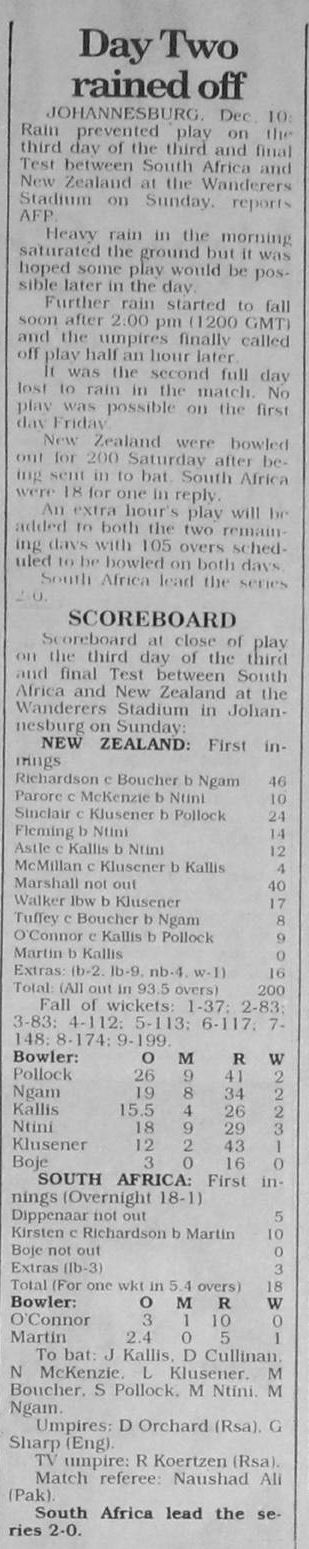 Day Two
rained off
JOHANNESBURG, Dec. 10:
Rain prevented play on the
third day of the third and final
Test between South Africa and
New Zealand at the Wanderers
Stadium on Sunday, reports
AFP.
Heavy rain in the morning
saturated the ground but it was
hoped some play would be pos-
sible later in the day.
Further rain started to fall
soon after 2:00 pm (1200 GMT)
and the umpires finally called
off play half an hour later.
It was the second full day
lost to rain in the match. No
play was possible on the first
day Friday.
New Zealand were bowled
out for 200 Saturday after be-
ing sent in to bat. South Africa
were 18 for one in reply.
An extra hour's play will be
added to both the two remain-
ing days with 105 overs sched-
uled to be bowled on both days.
South Africa lead the series
2-0.
SCOREBOARD
Scoreboard at close of play
on the third day of the third
and final Test between South
Africa and New Zealand at the
Wanderers Stadium in Johan-
nesburg on Sunday:
NEW ZEALAND: First in-
nings
Richardson c Boucher b Ngam 46
Parore c McKenzie b Ntini 10
Sinclair c Klusener b Pollock 24
Fleming b Ntini 14
Astle c Kallis b Ntini 12
McMillan c Klusener b Kallis 4
Marshall not out 40
Walker lbw b Klusener 17
Tuffey c Boucher b Ngam 8
O'Connor c Kallis b Pollock 9
Martin b Kallis 0
Extras: (b-2, lb-9, nb-4, w-1) 16
Total: (All out in 93.5 overs) 200
Fall of wickets: 1-37; 2-83;
3-83; 4-112; 5-113; 6-117; 7-
148; 8-174; 9-199.
Bowler: O M R W
Pollock 26 9 41 2
Ngam 19 8 34 2
Kallis 15.5 4 26 2
Ntini 18 9 29 3
Klusener 12 2 43 1
Boje 3 0 16 0
SOUTH AFRICA: First in-
nings (Overnight 18-1)
Dippenaar not out 5
Kirsten c Richardson b Martin 10
Boje not out 0
Extras (lb-3) 3
Total (For one wkt in 5.4 overs) 18
Bowler: O M R W
O'Connor 3 1 10 0
Martin 2.4 0 5 1
To bat: J Kallis, D Cullinan,
N McKenzie, L Klusener, M
Boucher, S Pollock, M Ntini, M
Ngam.
Umpires: D Orchard (Rsa), G
Sharp (Eng).
TV umpire: R Koertzen (Rsa).
Match referee: Naushad Ali
(Pak).
South Africa lead the se-
ries 2-0.